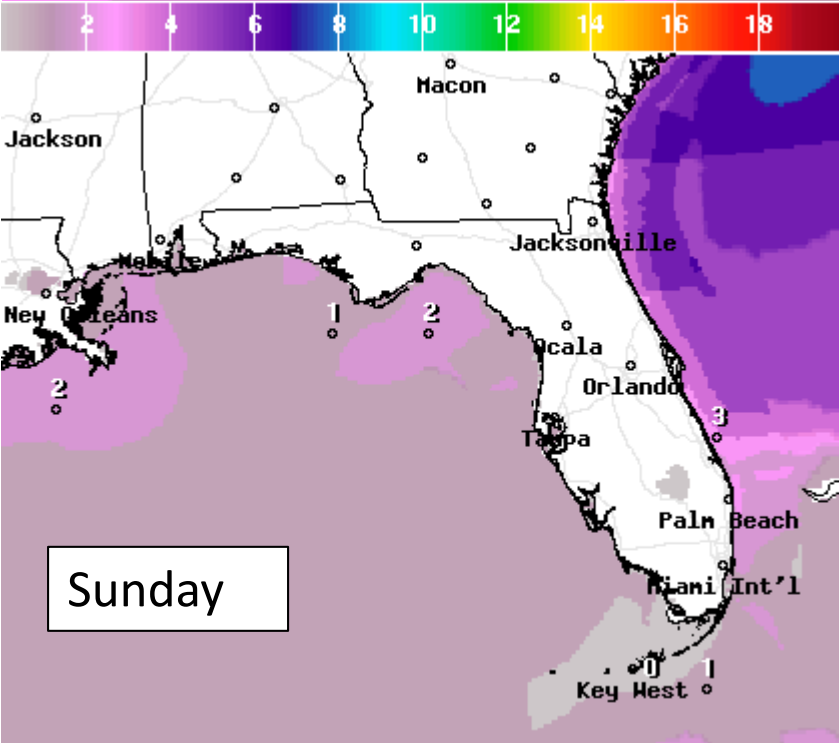 2 4 6 8 10 12 14 16 18
Macon
Jackson
Jacksonville
Mobile
New Orleans
1 2
Ocala
Orlando
2
3
Tampa
Palm Beach
Sunday
Miami Int'l
0 1
Key West